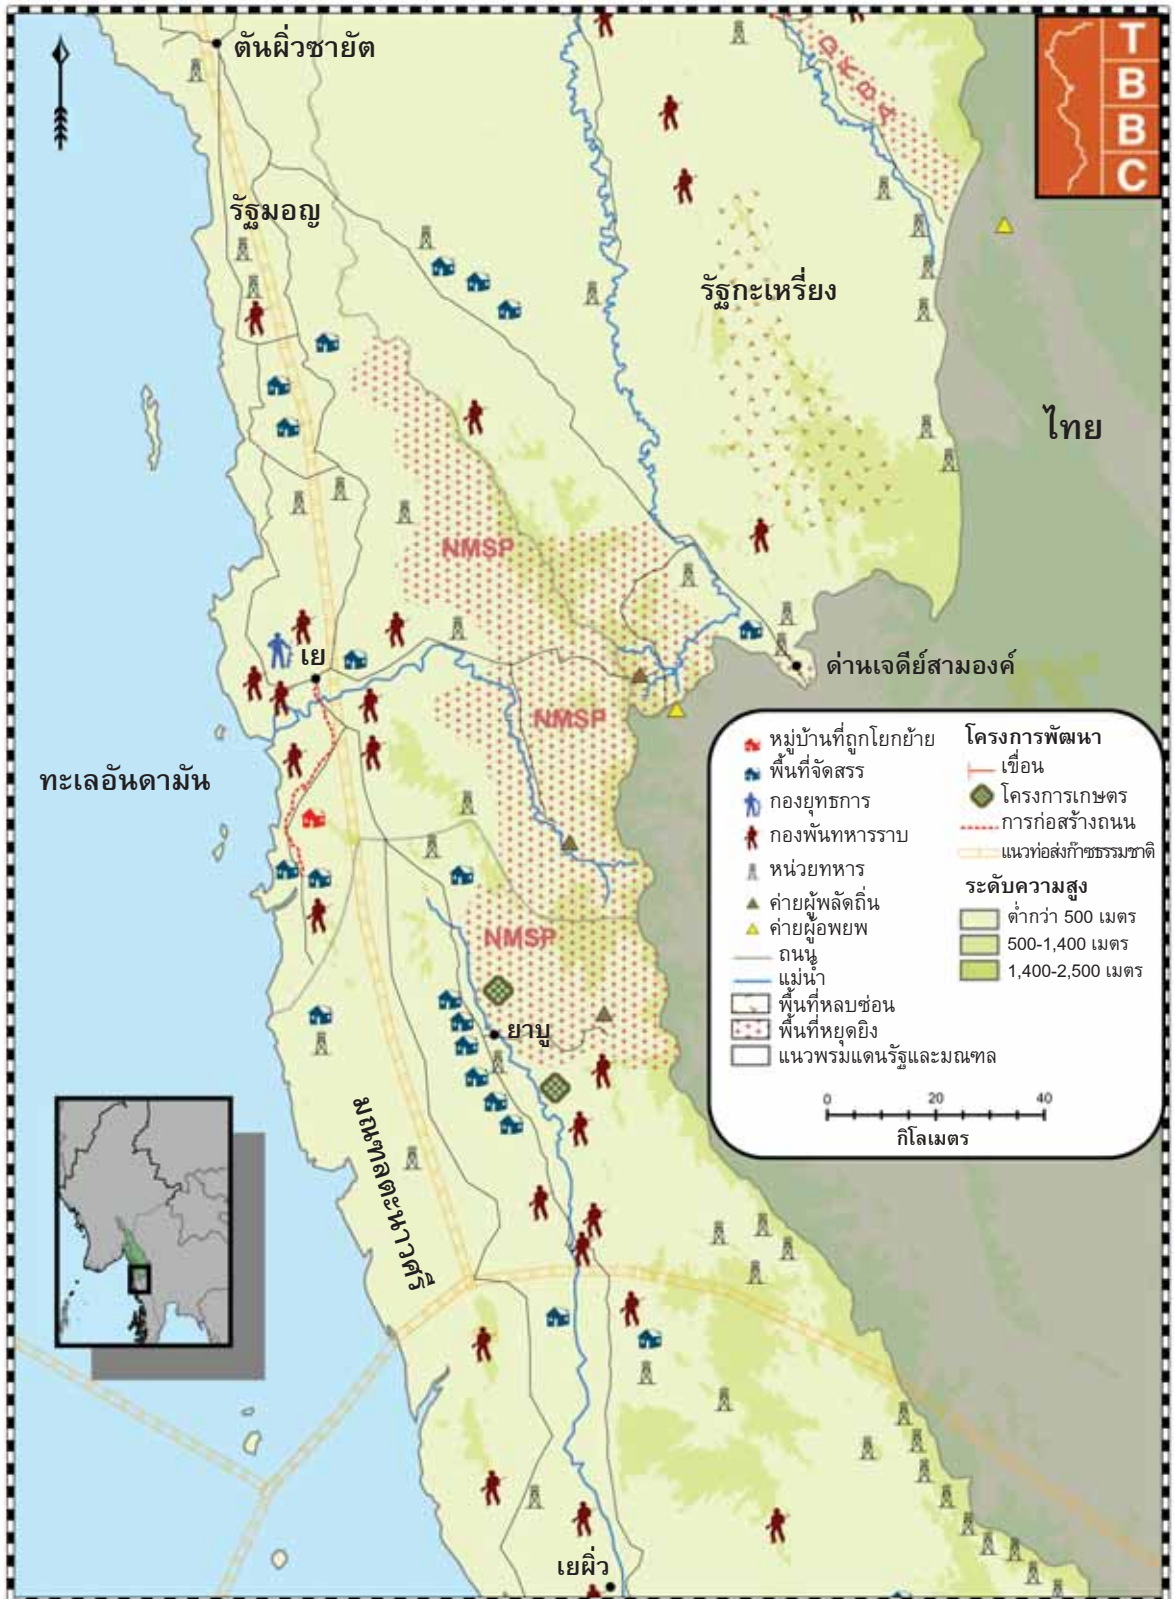 ตันผิ่วซายัต
DKBA
T
B
B
C
รัฐมอญ
รัฐกะเหรี่ยง
ไทย
NMSP
เย
ด่านเจดีย์สามองค์
NMSP
ทะเลอันดามัน
NMSP
ยาบู
มณฑลตะนาวศรี
เยผิ่ว
หมู่บ้านที่ถูกโยกย้าย
พื้นที่จัดสรร
กองยุทธการ
กองพันทหารราบ
หน่วยทหาร
ค่ายผู้พลัดถิ่น
ค่ายผู้อพยพ
ถนน
แม่น้ำ
พื้นที่หลบซ่อน
พื้นที่หยุดยิง
แนวพรมแดนรัฐและมณฑล
โครงการพัฒนา
เขื่อน
โครงการเกษตร
การก่อสร้างถนน
แนวท่อส่งก๊าซธรรมชาติ
ระดับความสูง
ต่ำกว่า 500 เมตร
500-1,400 เมตร
1,400-2,500 เมตร
0 20 40
กิโลเมตร